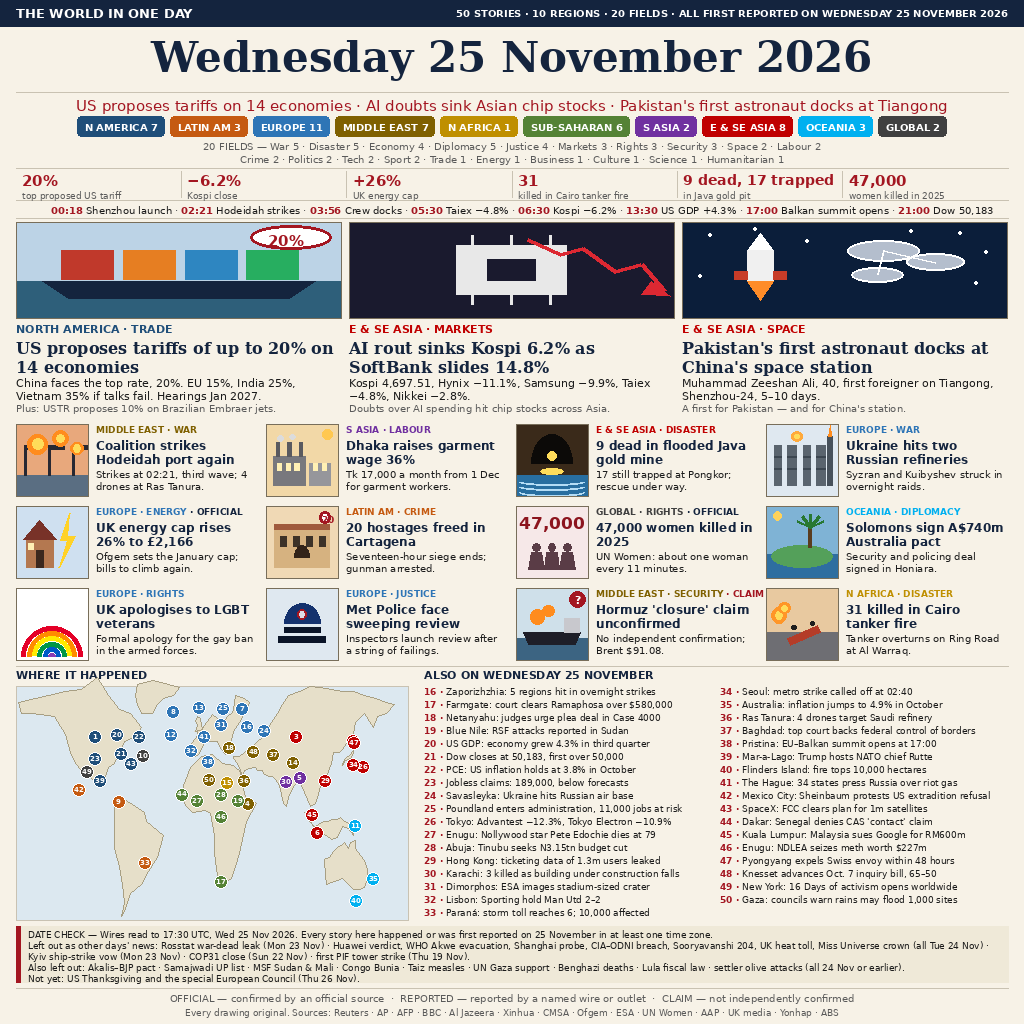 THE WORLD IN ONE DAY
50 STORIES · 10 REGIONS · 20 FIELDS · ALL FIRST REPORTED ON WEDNESDAY 25 NOVEMBER 2026
Wednesday 25 November 2026
US proposes tariffs on 14 economies · AI doubts sink Asian chip stocks · Pakistan's first astronaut docks at Tiangong
N AMERICA 7
LATIN AM 3
EUROPE 11
MIDDLE EAST 7
N AFRICA 1
SUB-SAHARAN 6
S ASIA 2
E & SE ASIA 8
OCEANIA 3
GLOBAL 2
20 FIELDS — War 5 · Disaster 5 · Economy 4 · Diplomacy 5 · Justice 4 · Markets 3 · Rights 3 · Security 3 · Space 2 · Labour 2
Crime 2 · Politics 2 · Tech 2 · Sport 2 · Trade 1 · Energy 1 · Business 1 · Culture 1 · Science 1 · Humanitarian 1
20%
top proposed US tariff
−6.2%
Kospi close
+26%
UK energy cap
31
killed in Cairo tanker fire
9 dead, 17 trapped
in Java gold pit
47,000
women killed in 2025
00:18 Shenzhou launch · 02:21 Hodeidah strikes · 03:56 Crew docks · 05:30 Taiex −4.8% · 06:30 Kospi −6.2% · 13:30 US GDP +4.3% · 17:00 Balkan summit opens · 21:00 Dow 50,183
20%
NORTH AMERICA · TRADE
US proposes tariffs of up to 20% on
14 economies
China faces the top rate, 20%. EU 15%, India 25%,
Vietnam 35% if talks fail. Hearings Jan 2027.
Plus: USTR proposes 10% on Brazilian Embraer jets.
E & SE ASIA · MARKETS
AI rout sinks Kospi 6.2% as
SoftBank slides 14.8%
Kospi 4,697.51, Hynix −11.1%, Samsung −9.9%, Taiex
−4.8%, Nikkei −2.8%.
Doubts over AI spending hit chip stocks across Asia.
E & SE ASIA · SPACE
Pakistan's first astronaut docks at
China's space station
Muhammad Zeeshan Ali, 40, first foreigner on Tiangong,
Shenzhou-24, 5–10 days.
A first for Pakistan — and for China's station.
MIDDLE EAST · WAR
Coalition strikes
Hodeidah port again
Strikes at 02:21, third wave; 4
drones at Ras Tanura.
S ASIA · LABOUR
Dhaka raises garment
wage 36%
Tk 17,000 a month from 1 Dec
for garment workers.
E & SE ASIA · DISASTER
9 dead in flooded Java
gold mine
17 still trapped at Pongkor;
rescue under way.
EUROPE · WAR
Ukraine hits two
Russian refineries
Syzran and Kuibyshev struck in
overnight raids.
EUROPE · ENERGY · OFFICIAL
UK energy cap rises
26% to £2,166
Ofgem sets the January cap;
bills to climb again.
LATIN AM · CRIME
20 hostages freed in
Cartagena
Seventeen-hour siege ends;
gunman arrested.
47,000
GLOBAL · RIGHTS · OFFICIAL
47,000 women killed in
2025
UN Women: about one woman
every 11 minutes.
OCEANIA · DIPLOMACY
Solomons sign A$740m
Australia pact
Security and policing deal
signed in Honiara.
EUROPE · RIGHTS
UK apologises to LGBT
veterans
Formal apology for the gay ban
in the armed forces.
EUROPE · JUSTICE
Met Police face
sweeping review
Inspectors launch review after
a string of failings.
?
MIDDLE EAST · SECURITY · CLAIM
Hormuz 'closure' claim
unconfirmed
No independent confirmation;
Brent $91.08.
N AFRICA · DISASTER
31 killed in Cairo
tanker fire
Tanker overturns on Ring Road
at Al Warraq.
WHERE IT HAPPENED
8
13
25
7
1
20
22
12
41
31
16
24
3
47
23
21
10
43
32
18
48
37
38
14
34
26
49
39
50
15
36
30
5
29
42
9
44
27
28
19
4
46
45
6
11
33
17
35
40
ALSO ON WEDNESDAY 25 NOVEMBER
16 · Zaporizhzhia: 5 regions hit in overnight strikes
17 · Farmgate: court clears Ramaphosa over $580,000
18 · Netanyahu: judges urge plea deal in Case 4000
19 · Blue Nile: RSF attacks reported in Sudan
20 · US GDP: economy grew 4.3% in third quarter
21 · Dow closes at 50,183, first over 50,000
22 · PCE: US inflation holds at 3.8% in October
23 · Jobless claims: 189,000, below forecasts
24 · Savasleyka: Ukraine hits Russian air base
25 · Poundland enters administration, 11,000 jobs at risk
26 · Tokyo: Advantest −12.3%, Tokyo Electron −10.9%
27 · Enugu: Nollywood star Pete Edochie dies at 79
28 · Abuja: Tinubu seeks N3.15tn budget cut
29 · Hong Kong: ticketing data of 1.3m users leaked
30 · Karachi: 3 killed as building under construction falls
31 · Dimorphos: ESA images stadium-sized crater
32 · Lisbon: Sporting hold Man Utd 2–2
33 · Paraná: storm toll reaches 6; 10,000 affected
34 · Seoul: metro strike called off at 02:40
35 · Australia: inflation jumps to 4.9% in October
36 · Ras Tanura: 4 drones target Saudi refinery
37 · Baghdad: top court backs federal control of borders
38 · Pristina: EU–Balkan summit opens at 17:00
39 · Mar-a-Lago: Trump hosts NATO chief Rutte
40 · Flinders Island: fire tops 10,000 hectares
41 · The Hague: 34 states press Russia over riot gas
42 · Mexico City: Sheinbaum protests US extradition refusal
43 · SpaceX: FCC clears plan for 1m satellites
44 · Dakar: Senegal denies CAS 'contact' claim
45 · Kuala Lumpur: Malaysia sues Google for RM600m
46 · Enugu: NDLEA seizes meth worth $227m
47 · Pyongyang expels Swiss envoy within 48 hours
48 · Knesset advances Oct. 7 inquiry bill, 65–50
49 · New York: 16 Days of activism opens worldwide
50 · Gaza: councils warn rains may flood 1,000 sites
DATE CHECK — Wires read to 17:30 UTC, Wed 25 Nov 2026. Every story here happened or was first reported on 25 November in at least one time zone.
Left out as other days' news: Rosstat war-dead leak (Mon 23 Nov) · Huawei verdict, WHO Akwe evacuation, Shanghai probe, CIA–ODNI breach, Sooryavanshi 204, UK heat toll, Miss Universe crown (all Tue 24 Nov) ·
Kyiv ship-strike vow (Mon 23 Nov) · COP31 close (Sun 22 Nov) · first PIF tower strike (Thu 19 Nov).
Also left out: Akalis–BJP pact · Samajwadi UP list · MSF Sudan & Mali · Congo Bunia · Taiz measles · UN Gaza support · Benghazi deaths · Lula fiscal law · settler olive attacks (all 24 Nov or earlier).
Not yet: US Thanksgiving and the special European Council (Thu 26 Nov).
OFFICIAL — confirmed by an official source · REPORTED — reported by a named wire or outlet · CLAIM — not independently confirmed
Every drawing original. Sources: Reuters · AP · AFP · BBC · Al Jazeera · Xinhua · CMSA · Ofgem · ESA · UN Women · AAP · UK media · Yonhap · ABS